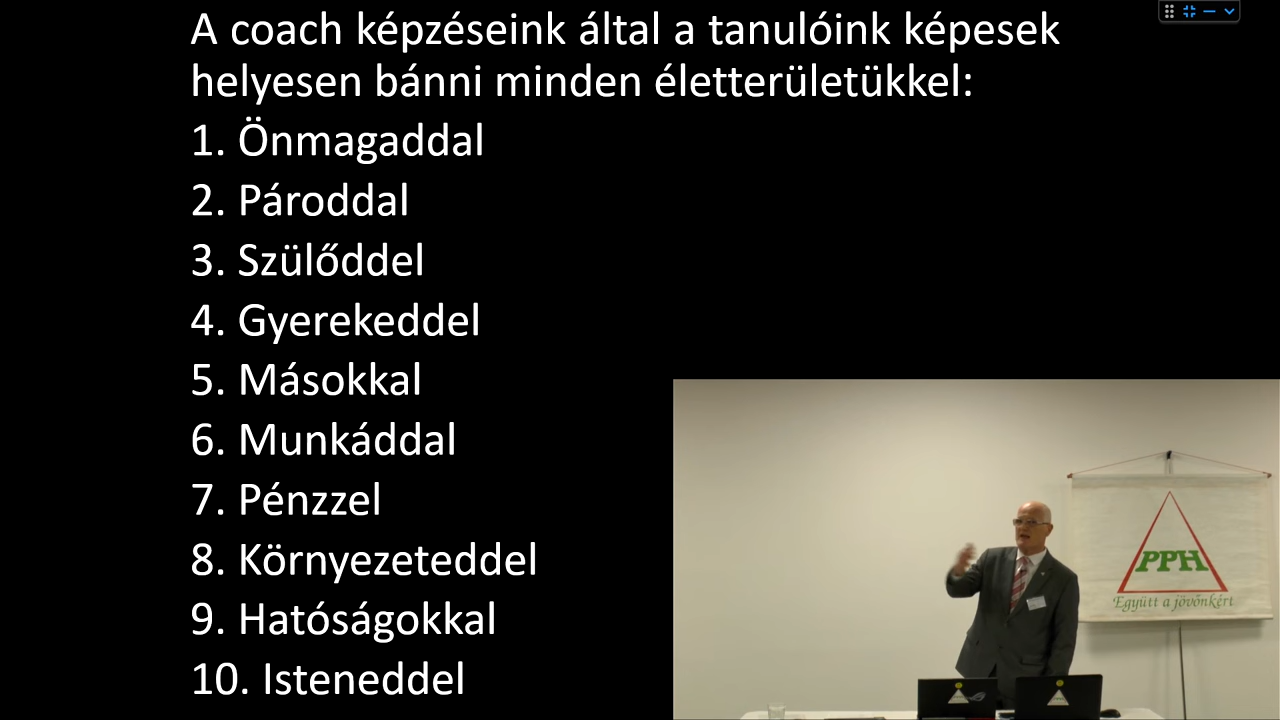 A coach képzéseink által a tanulóink képesek
helyesen bánni minden életterületükkel:
1. Önmagaddal
2. Pároddal
3. Szülőddel
4. Gyerekeddel
5. Másokkal
6. Munkáddal
7. Pénzzel
8. Környezeteddel
9. Hatóságokkal
10. Isteneddel
PPH
Együtt a jövőnkért